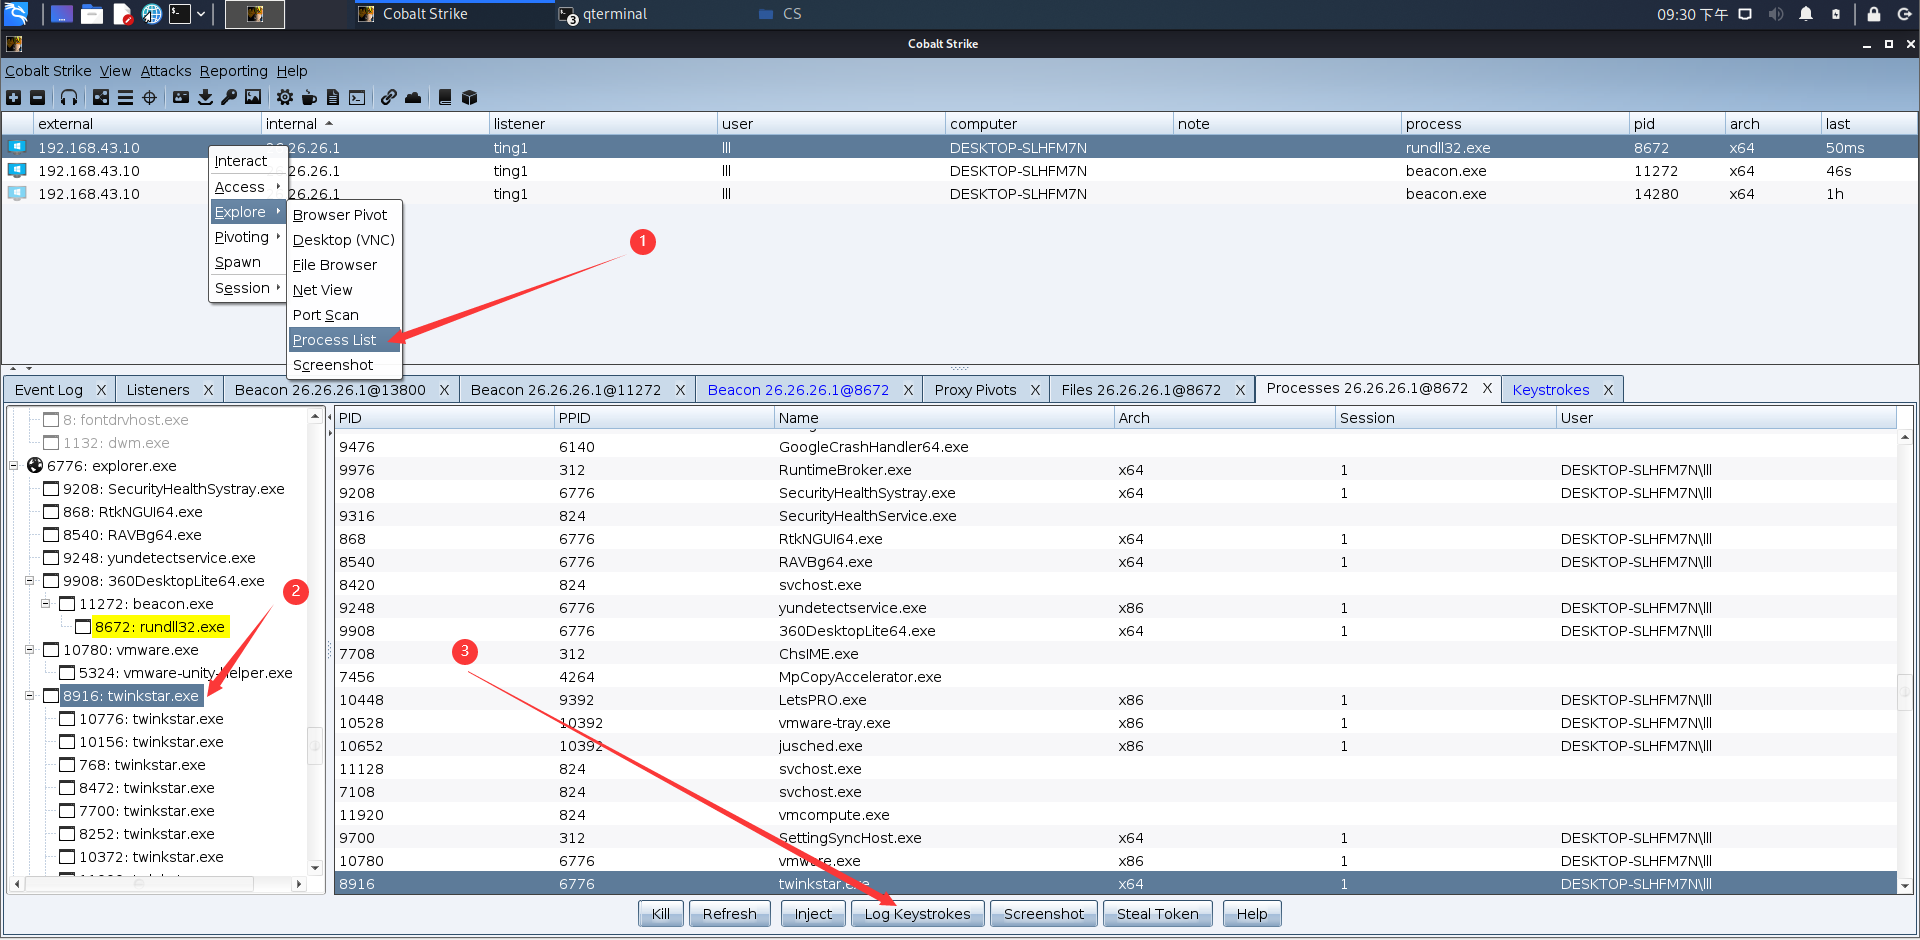 Cobalt Strike
3 qterminal
CS
09:30 下午
Cobalt Strike
Cobalt Strike View Attacks Reporting Help
external internal listener user computer note process pid arch last
192.168.43.10 26.26.1 ting1 lll DESKTOP-SLHFM7N rundll32.exe 8672 x64 50ms
192.168.43.10 26.26.1 ting1 lll DESKTOP-SLHFM7N beacon.exe 11272 x64 46s
192.168.43.10 26.26.1 ting1 lll DESKTOP-SLHFM7N beacon.exe 14280 x64 1h
Interact
Access
Explore
Pivoting
Spawn
Session
Browser Pivot
Desktop (VNC)
File Browser
Net View
Port Scan
Process List
Screenshot
1
Event Log X Listeners X Beacon 26.26.26.1@13800 X Beacon 26.26.26.1@11272 X Beacon 26.26.26.1@8672 X Proxy Pivots X Files 26.26.26.1@8672 X Processes 26.26.26.1@8672 X Keystrokes X
8: fontdrvhost.exe
1132: dwm.exe
6776: explorer.exe
9208: SecurityHealthSystray.exe
868: RtkNGUI64.exe
8540: RAVBg64.exe
9248: yundetectservice.exe
9908: 360DesktopLite64.exe
11272: beacon.exe
8672: rundll32.exe
10780: vmware.exe
5324: vmware-unity-helper.exe
8916: twinkstar.exe
10776: twinkstar.exe
10156: twinkstar.exe
768: twinkstar.exe
8472: twinkstar.exe
7700: twinkstar.exe
8252: twinkstar.exe
10372: twinkstar.exe
2
3
PID PPID Name Arch Session User
9476 6140 GoogleCrashHandler64.exe
9976 312 RuntimeBroker.exe x64 1 DESKTOP-SLHFM7N\lll
9208 6776 SecurityHealthSystray.exe x64 1 DESKTOP-SLHFM7N\lll
9316 824 SecurityHealthService.exe
868 6776 RtkNGUI64.exe x64 1 DESKTOP-SLHFM7N\lll
8540 6776 RAVBg64.exe x64 1 DESKTOP-SLHFM7N\lll
8420 824 svchost.exe
9248 6776 yundetectservice.exe x86 1 DESKTOP-SLHFM7N\lll
9908 6776 360DesktopLite64.exe x64 1 DESKTOP-SLHFM7N\lll
7708 312 ChsIME.exe
7456 4264 MpCopyAccelerator.exe
10448 9392 LetsPRO.exe x86 1 DESKTOP-SLHFM7N\lll
10528 10392 vmware-tray.exe x86 1 DESKTOP-SLHFM7N\lll
10652 10392 jusched.exe x86 1 DESKTOP-SLHFM7N\lll
11128 824 svchost.exe
7108 824 svchost.exe
11920 824 vmcompute.exe
9700 312 SettingSyncHost.exe x64 1 DESKTOP-SLHFM7N\lll
10780 6776 vmware.exe x86 1 DESKTOP-SLHFM7N\lll
8916 6776 twinkstar.exe x64 1 DESKTOP-SLHFM7N\lll
Kill Refresh Inject Log Keystrokes Screenshot Steal Token Help